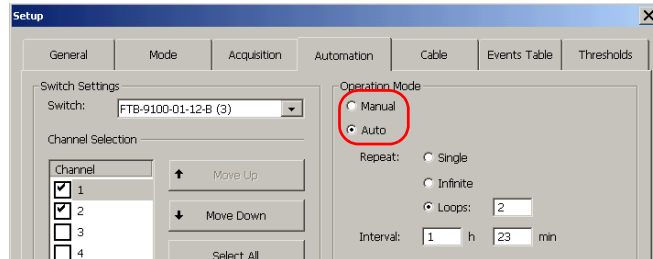 Setup
General Mode Acquisition Automation Cable Events Table Thresholds
Switch Settings
Switch: FTB-9100-01-12-B (3)
Channel Selection
Channel
1
2
3
4
Move Up
Move Down
Select All
Operation Mode
Manual
Auto
Repeat: Single
Infinite
Loops: 2
Interval: 1 h 23 min